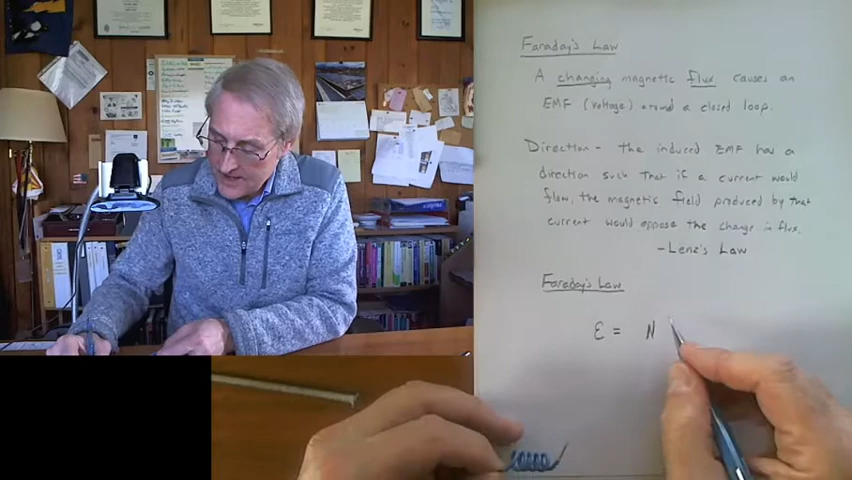 Faraday's Law
A changing magnetic flux causes an
EMF (voltage) around a closed loop.
Direction - the induced EMF has a
direction such that if a current would
flow, the magnetic field produced by that
current would oppose the change in flux.
-Lenz's Law
Faraday's Law
ε = N